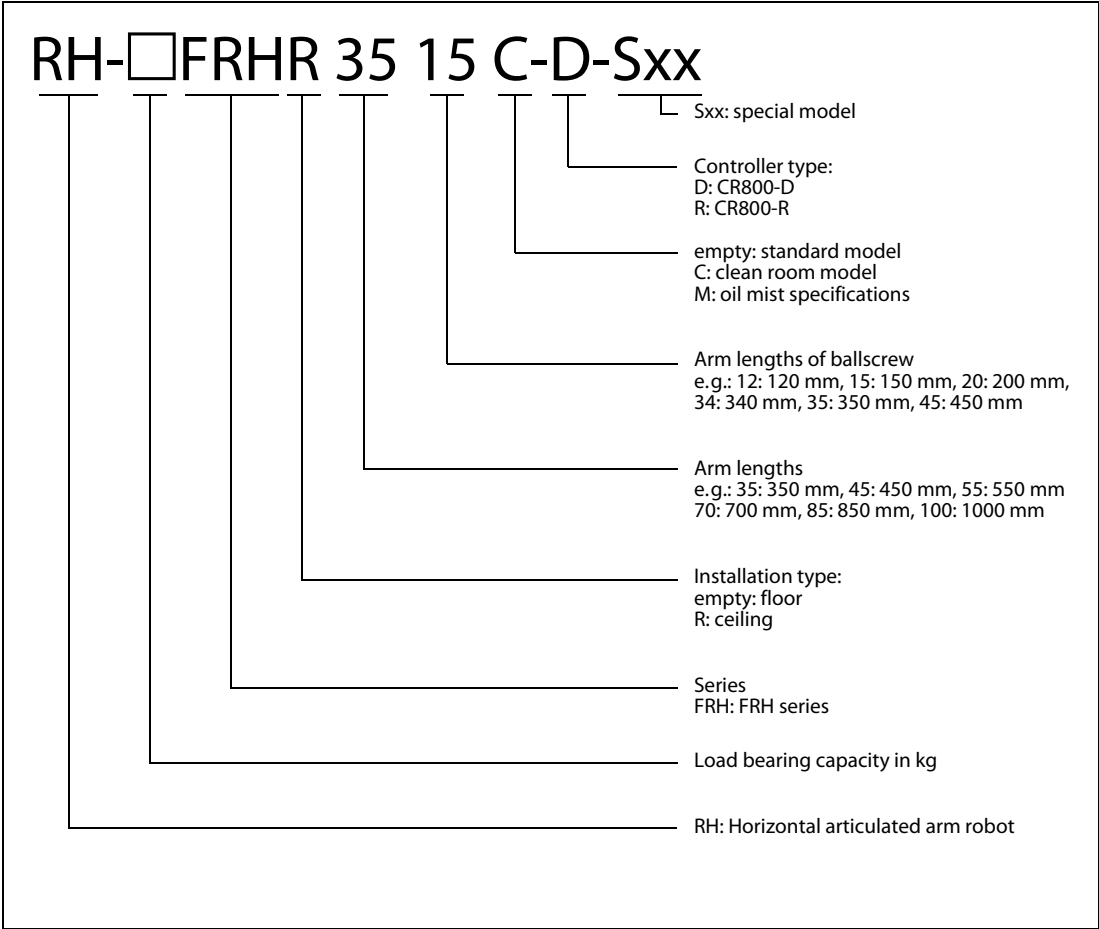 RH-□FRHR 35 15 C-D-Sxx
Sxx: special model
Controller type:
D: CR800-D
R: CR800-R
empty: standard model
C: clean room model
M: oil mist specifications
Arm lengths of ballscrew
e.g.: 12: 120 mm, 15: 150 mm, 20: 200 mm,
34: 340 mm, 35: 350 mm, 45: 450 mm
Arm lengths
e.g.: 35: 350 mm, 45: 450 mm, 55: 550 mm
70: 700 mm, 85: 850 mm, 100: 1000 mm
Installation type:
empty: floor
R: ceiling
Series
FRH: FRH series
Load bearing capacity in kg
RH: Horizontal articulated arm robot